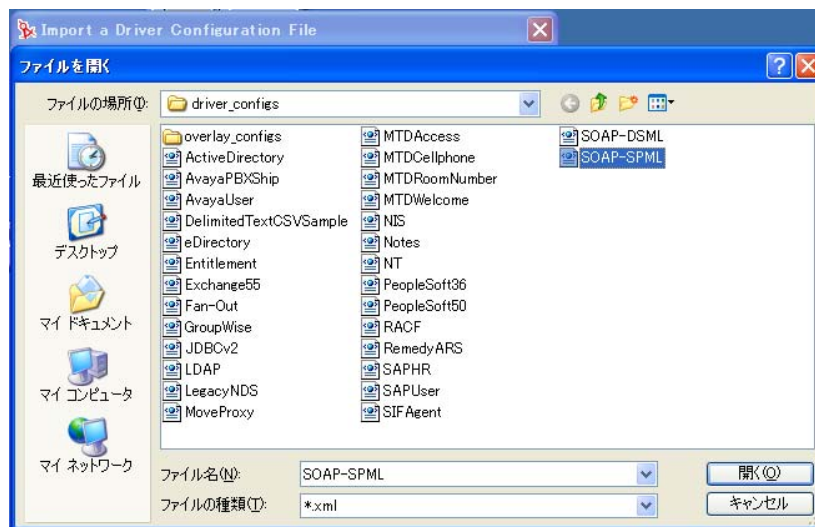 Import a Driver Configuration File
ファイルを開く
ファイルの場所(I):
driver_configs
最近使ったファイル
デスクトップ
マイ ドキュメント
マイ コンピュータ
マイ ネットワーク
overlay_configs
ActiveDirectory
AvayaPBXShip
AvayaUser
DelimitedTextCSVSample
eDirectory
Entitlement
Exchange55
Fan-Out
GroupWise
JDBCv2
LDAP
LegacyNDS
MoveProxy
MTDAccess
MTDCellphone
MTDRoomNumber
MTDWelcome
NIS
Notes
NT
PeopleSoft36
PeopleSoft50
RACF
RemedyARS
SAPHR
SAPUser
SIFAgent
SOAP-DSML
SOAP-SPML
ファイル名(N):
SOAP-SPML
開く(O)
ファイルの種類(T):
*.xml
キャンセル